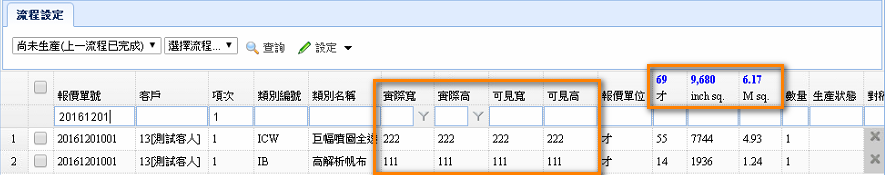 流程設定
尚未生產(上一流程已完成) 選擇流程... 查詢 設定
69 9,680 6.17
報價單號 客戶 項次 類別編號 類別名稱 實際寬 實際高 可見寬 可見高 報價單位 才 inch sq. M sq. 數量 生產狀態
20161201 1
1 20161201001 13[測試客人] 1 ICW 巨幅噴圖全 222 222 222 222 才 55 7744 4.93 1
2 20161201001 13[測試客人] 1 IB 高解析帆布 111 111 111 111 才 14 1936 1.24 1